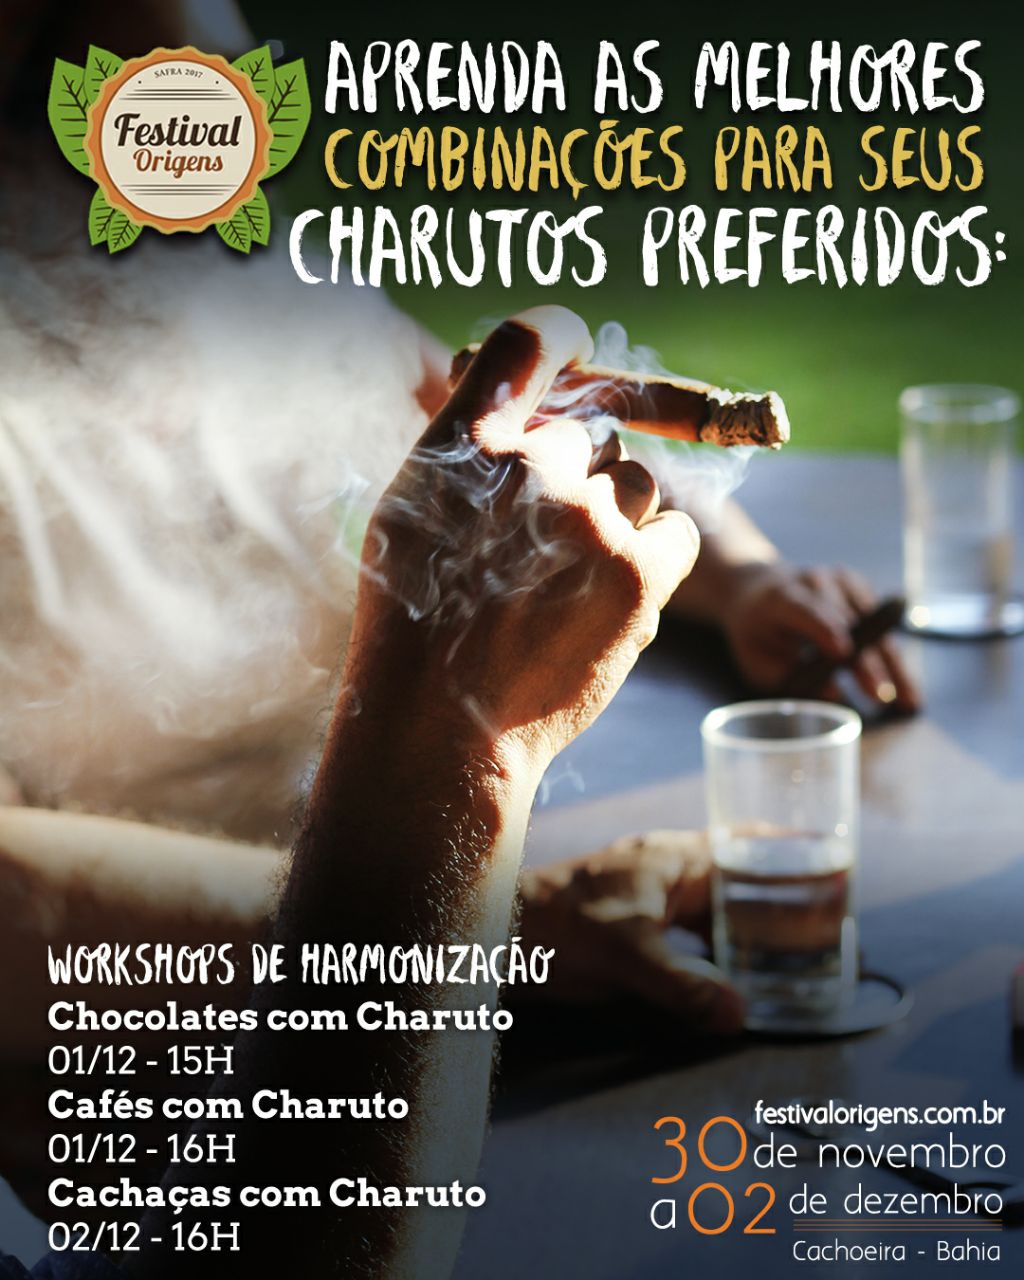 SAFRA 2017
Festival
Origens
APRENDA AS MELHORES
COMBINAÇÕES PARA SEUS
CHARUTOS PREFERIDOS:
WORKSHOPS DE HARMONIZAÇÃO
Chocolates com Charuto
01/12 - 15H
Cafés com Charuto
01/12 - 16H
Cachaças com Charuto
02/12 - 16H
festivalorigens.com.br
30 de novembro
a 02 de dezembro
Cachoeira - Bahia